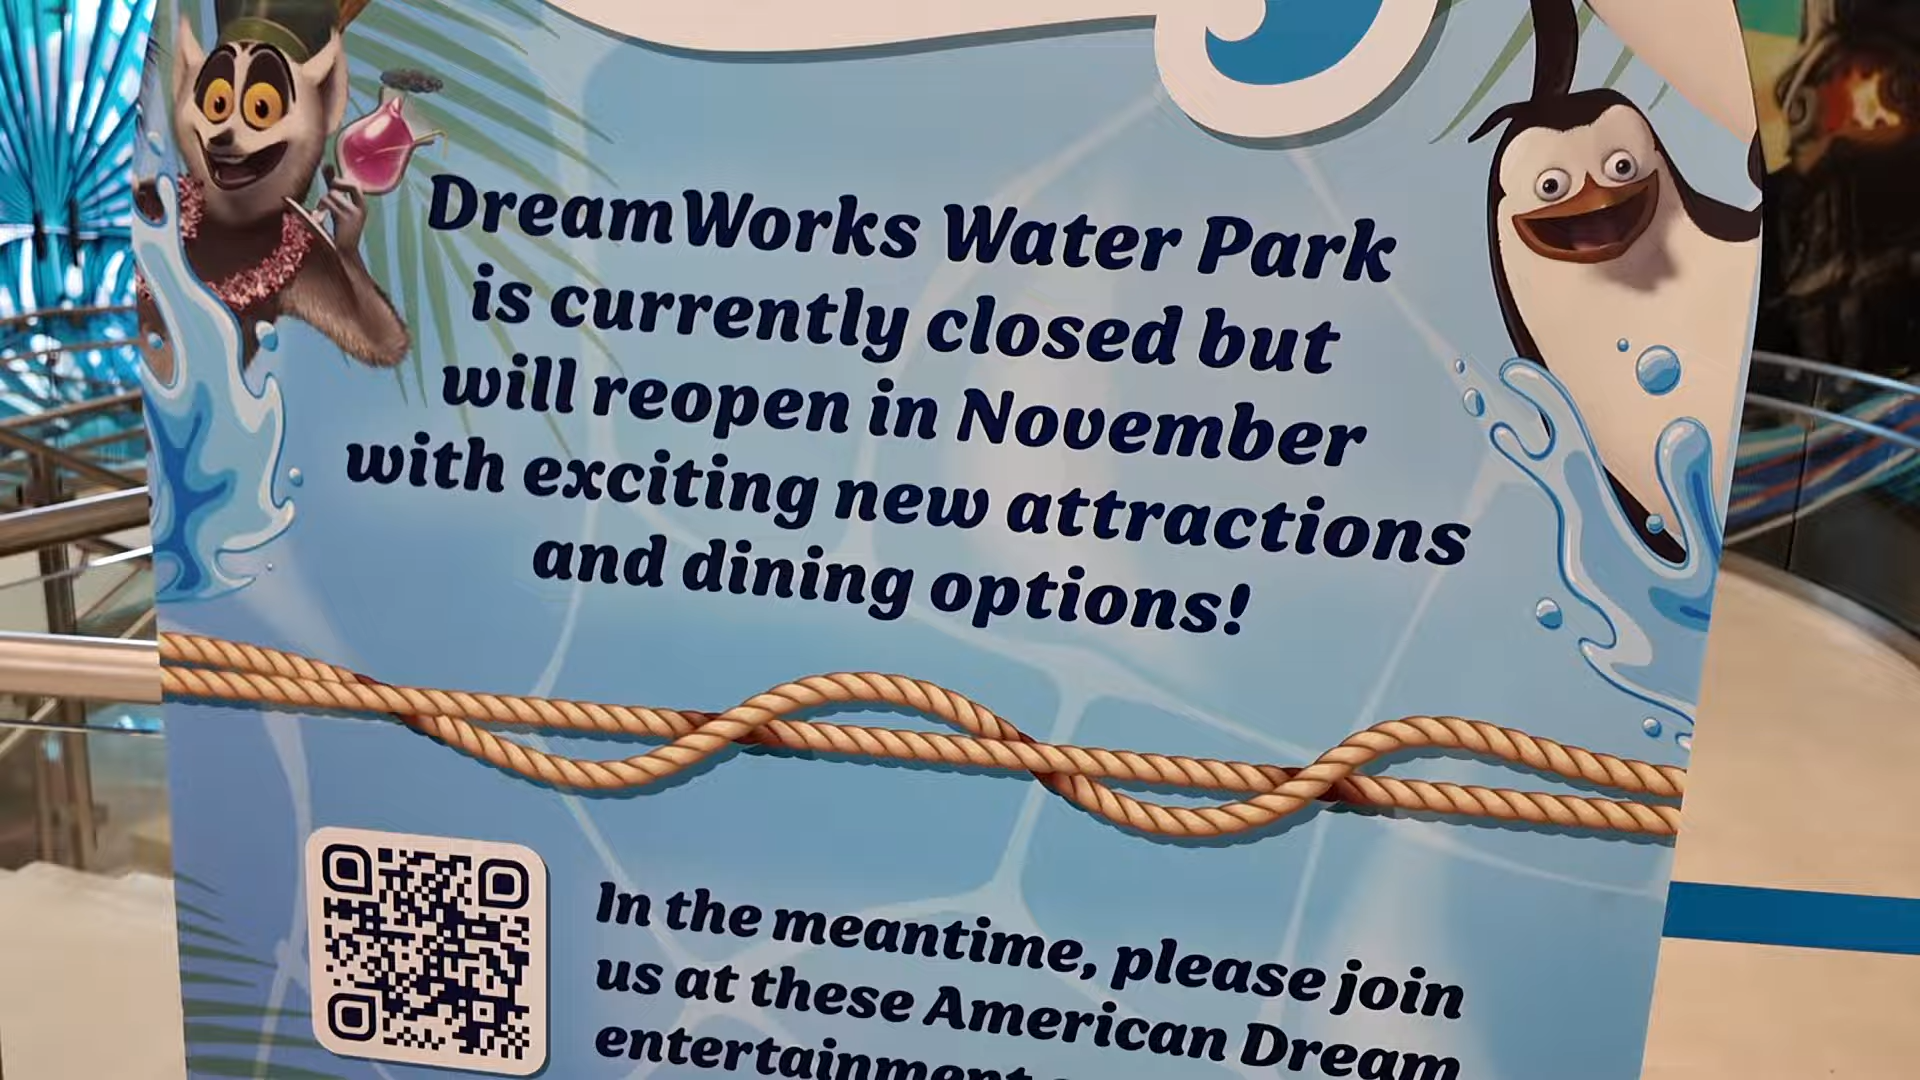 DreamWorks Water Park
is currently closed but
will reopen in November
with exciting new attractions
and dining options!
In the meantime, please join
us at these American Dream
entertainment